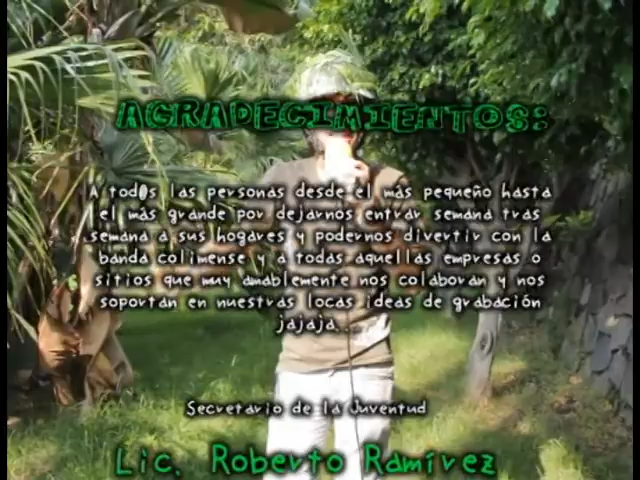 AGRADECIMIENTOS:
A todos las personas desde el más pequeño hasta
el más grande por dejarnos entrar semana tras
semana a sus hogares y podernos divertir con la
banda colimense y a todas aquellas empresas o
sitios que muy amablemente nos colaboran y nos
soportan en nuestras locas ideas de grabación
jajaja...
Secretario de la Juventud
Lic. Roberto Ramírez